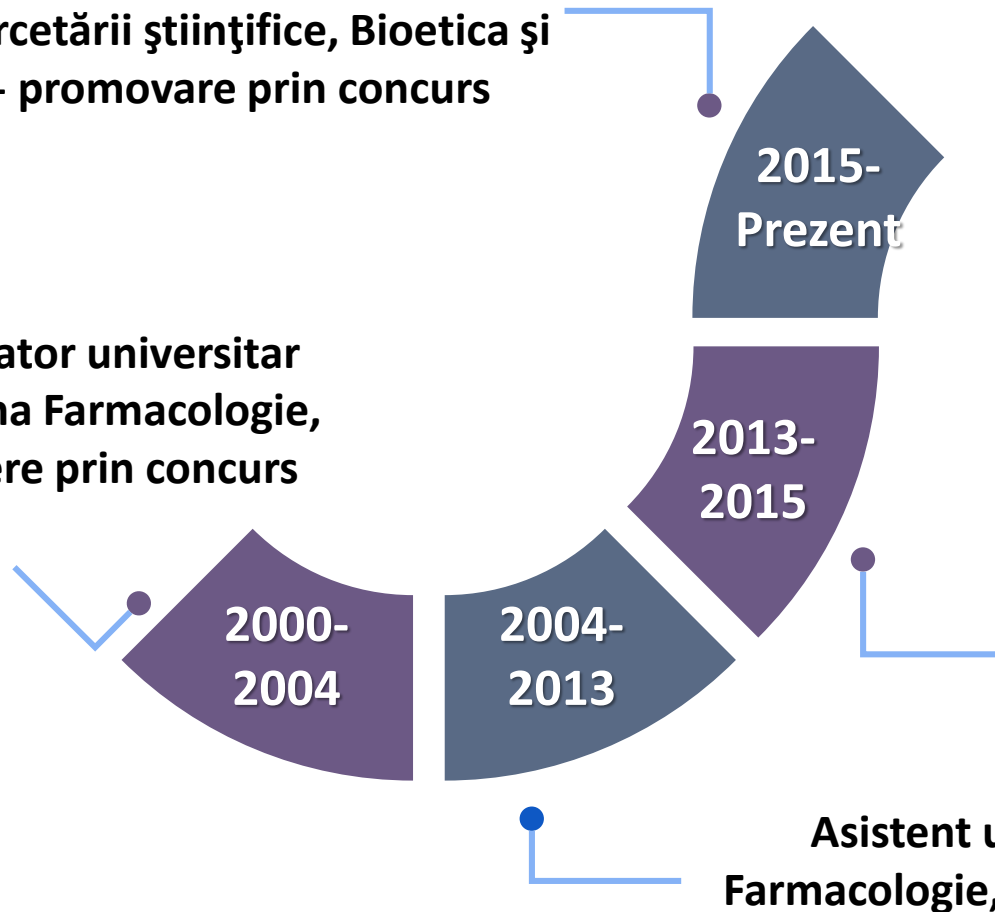 rcetării ştiinţifice, Bioetica şi
- promovare prin concurs
2015-
Prezent
ator universitar
na Farmacologie,
ere prin concurs
2013-
2015
2000-
2004
2004-
2013
Asistent u
Farmacologie,